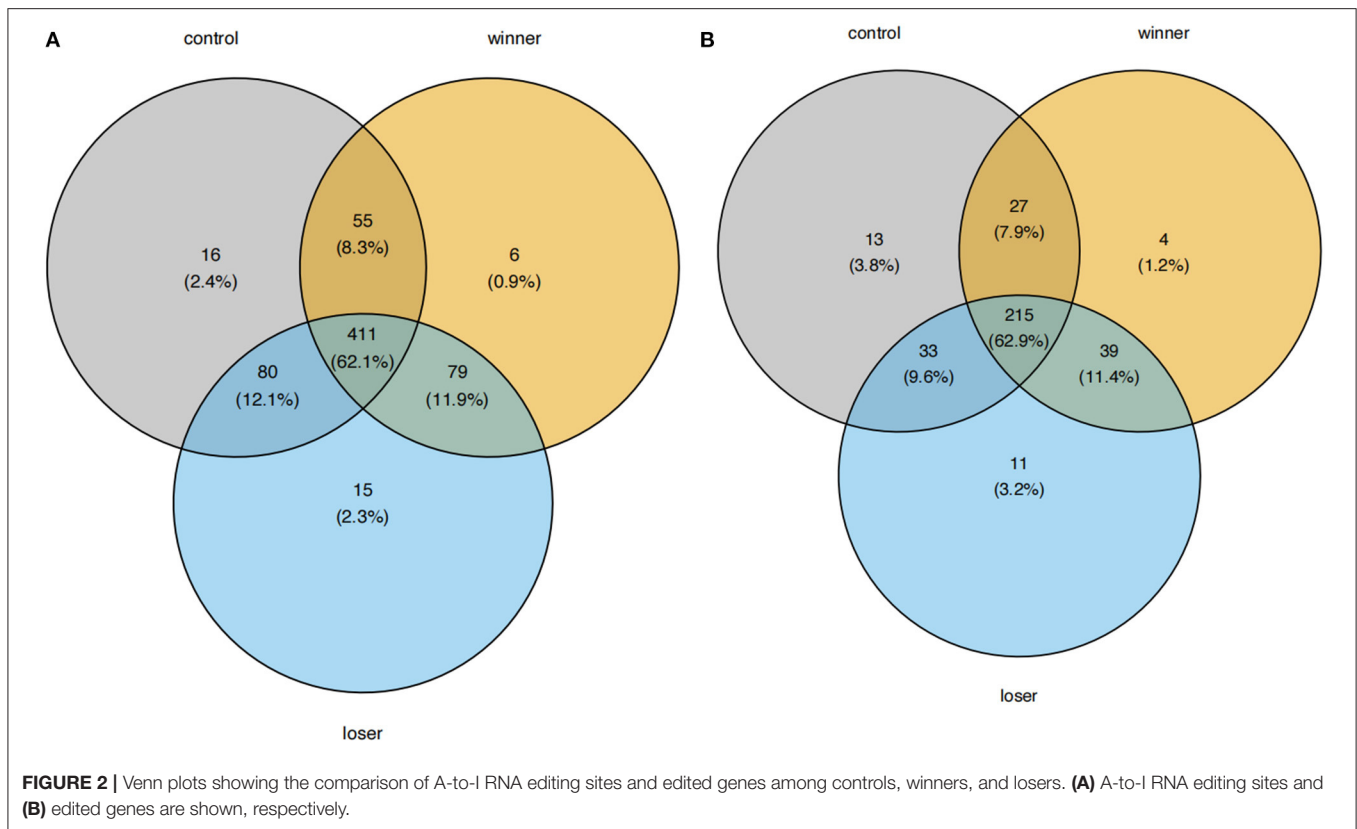 A
control
winner
55
(8.3%)
16
(2.4%)
6
(0.9%)
411
(62.1%)
80
(12.1%)
79
(11.9%)
15
(2.3%)
loser
B
control
winner
27
(7.9%)
13
(3.8%)
4
(1.2%)
215
(62.9%)
33
(9.6%)
39
(11.4%)
11
(3.2%)
loser
FIGURE 2 | Venn plots showing the comparison of A-to-I RNA editing sites and edited genes among controls, winners, and losers. (A) A-to-I RNA editing sites and
(B) edited genes are shown, respectively.